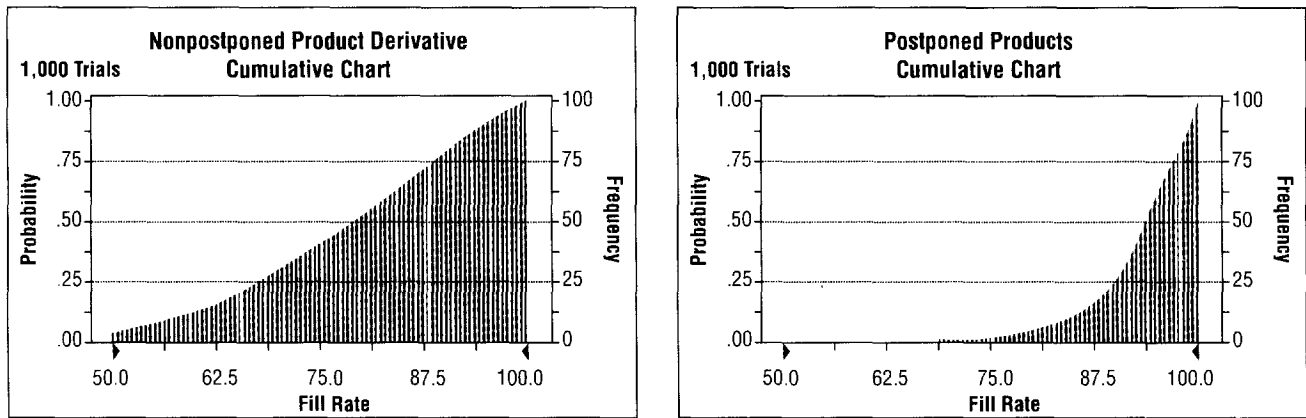 Nonpostponed Product Derivative
Cumulative Chart
1,000 Trials
1.00
.75
.50
.25
.00
Probability
100
75
50
25
0
Frequency
50.0 62.5 75.0 87.5 100.0
Fill Rate
Postponed Products
Cumulative Chart
1,000 Trials
1.00
.75
.50
.25
.00
Probability
100
75
50
25
0
Frequency
50.0 62.5 75.0 87.5 100.0
Fill Rate